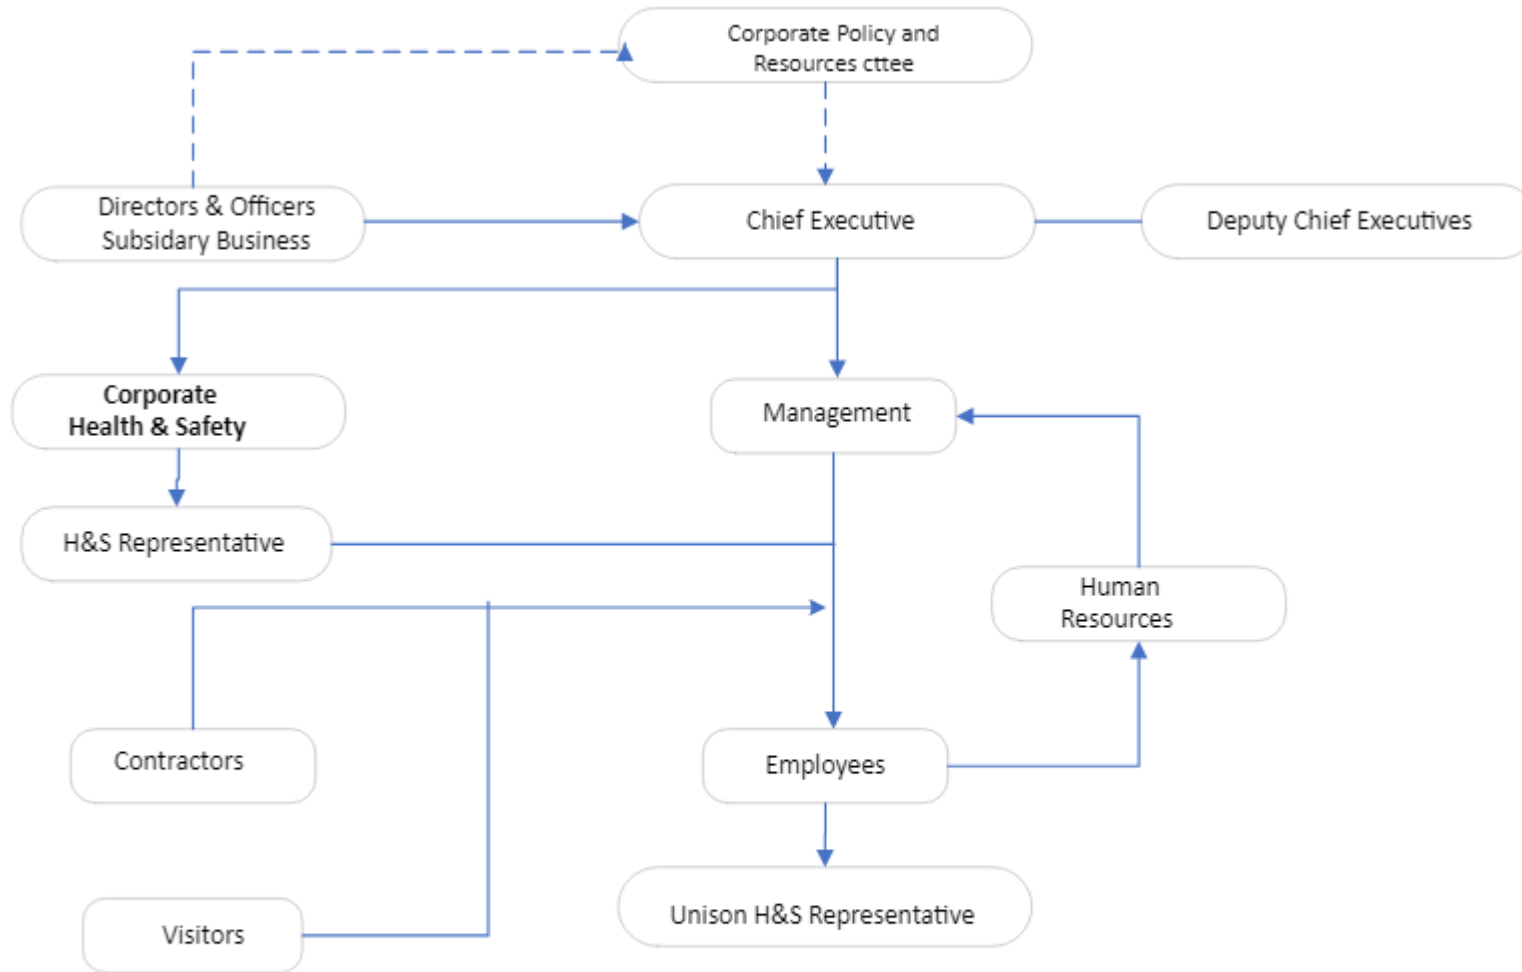 Corporate Policy and
Resources cttee
Directors & Officers
Subsidary Business
Chief Executive
Deputy Chief Executives
Corporate
Health & Safety
Management
H&S Representative
Human
Resources
Contractors
Employees
Unison H&S Representative
Visitors